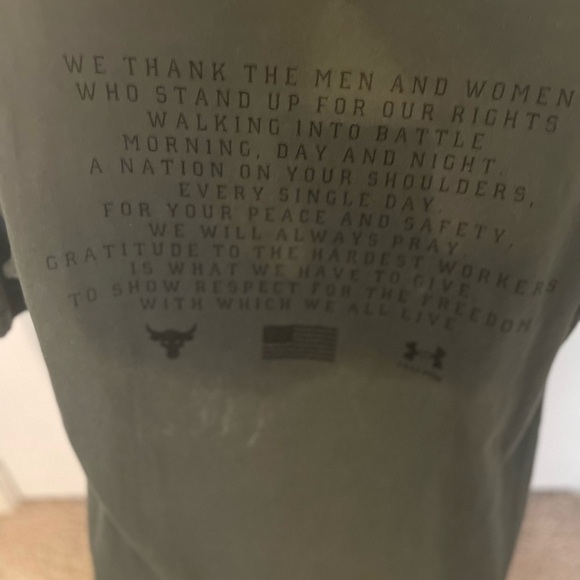 WE THANK THE MEN AND WOMEN
WHO STAND UP FOR OUR RIGHTS
WALKING INTO BATTLE
MORNING, DAY AND NIGHT.
A NATION ON YOUR SHOULDERS,
EVERY SINGLE DAY.
FOR YOUR PEACE AND SAFETY,
WE WILL ALWAYS PRAY
GRATITUDE TO THE HARDEST WORKERS
IS WHAT WE HAVE TO GIVE
TO SHOW RESPECT FOR THE FREEDOM
WITH WHICH WE ALL LIVE